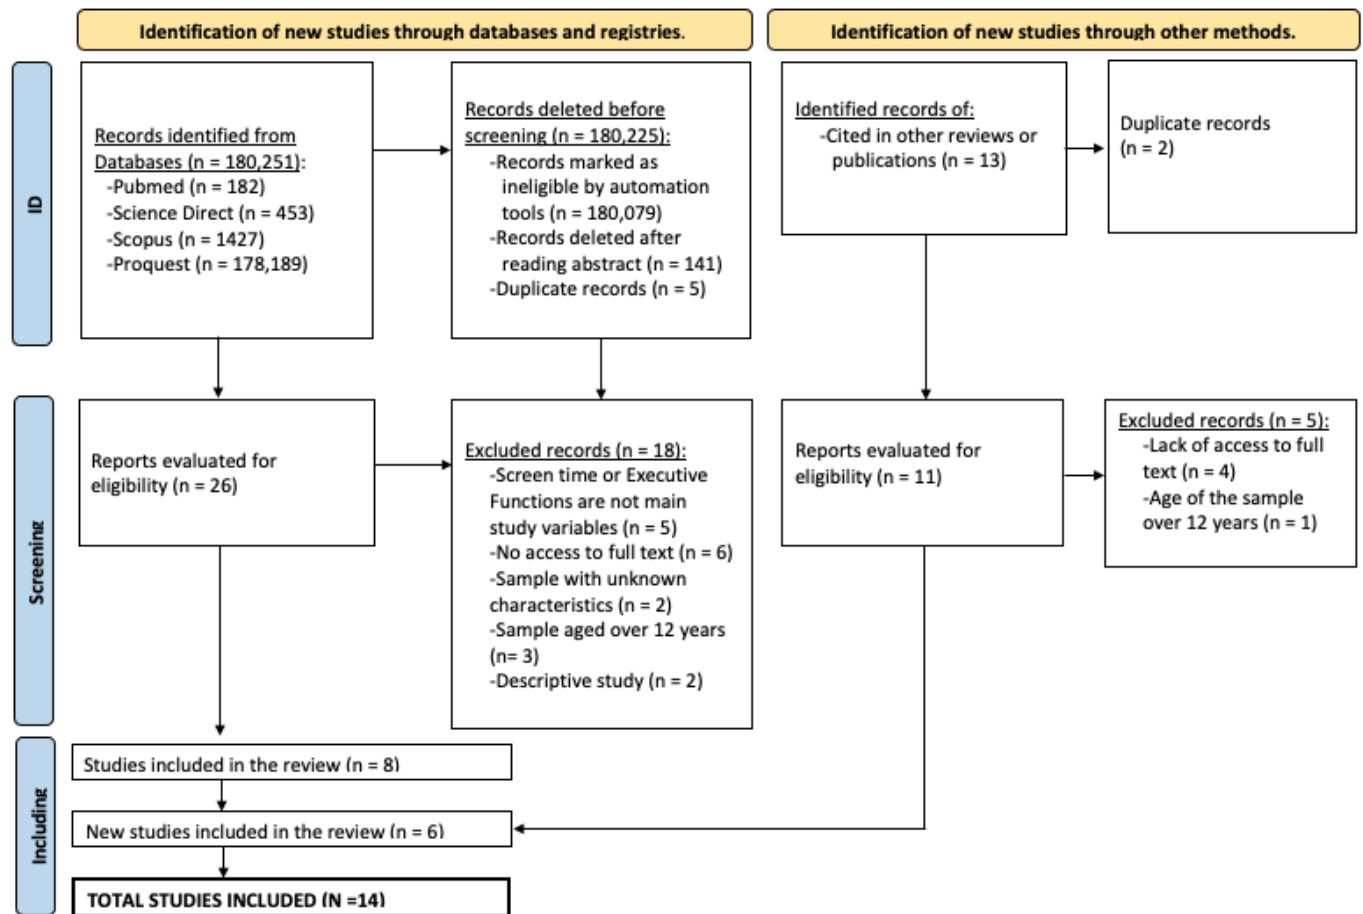 Identification of new studies through databases and registries.
Identification of new studies through other methods.
ID
Records identified from
Databases (n = 180,251):
-Pubmed (n = 182)
-Science Direct (n = 453)
-Scopus (n = 1427)
-Proquest (n = 178,189)
Records deleted before
screening (n = 180,225):
-Records marked as
ineligible by automation
tools (n = 180,079)
-Records deleted after
reading abstract (n = 141)
-Duplicate records (n = 5)
Identified records of:
-Cited in other reviews or
publications (n = 13)
Duplicate records
(n = 2)
Screening
Reports evaluated for
eligibility (n = 26)
Excluded records (n = 18):
-Screen time or Executive
Functions are not main
study variables (n = 5)
-No access to full text (n = 6)
-Sample with unknown
characteristics (n = 2)
-Sample aged over 12 years
(n= 3)
-Descriptive study (n = 2)
Reports evaluated for
eligibility (n = 11)
Excluded records (n = 5):
-Lack of access to full
text (n = 4)
-Age of the sample
over 12 years (n = 1)
Including
Studies included in the review (n = 8)
New studies included in the review (n = 6)
TOTAL STUDIES INCLUDED (N =14)